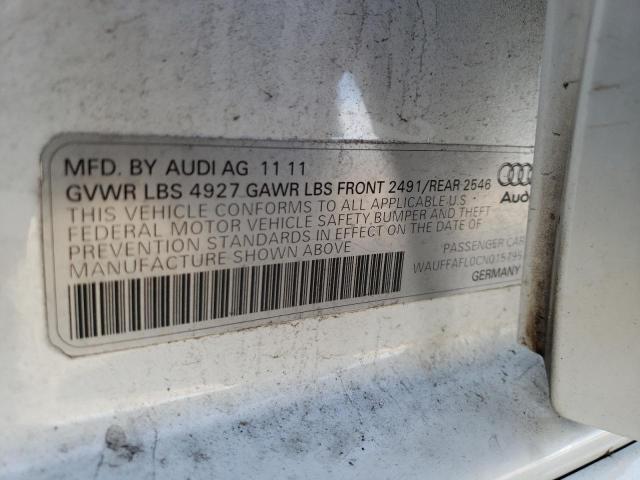 MFD. BY AUDI AG 11 11
GVWR LBS 4927 GAWR LBS FRONT 2491/REAR 2546
THIS VEHICLE CONFORMS TO ALL APPLICABLE U.S
FEDERAL MOTOR VEHICLE SAFETY, BUMPER AND THEFT
PREVENTION STANDARDS IN EFFECT ON THE DATE OF
MANUFACTURE SHOWN ABOVE
Audi
PASSENGER CAR
GERMANY